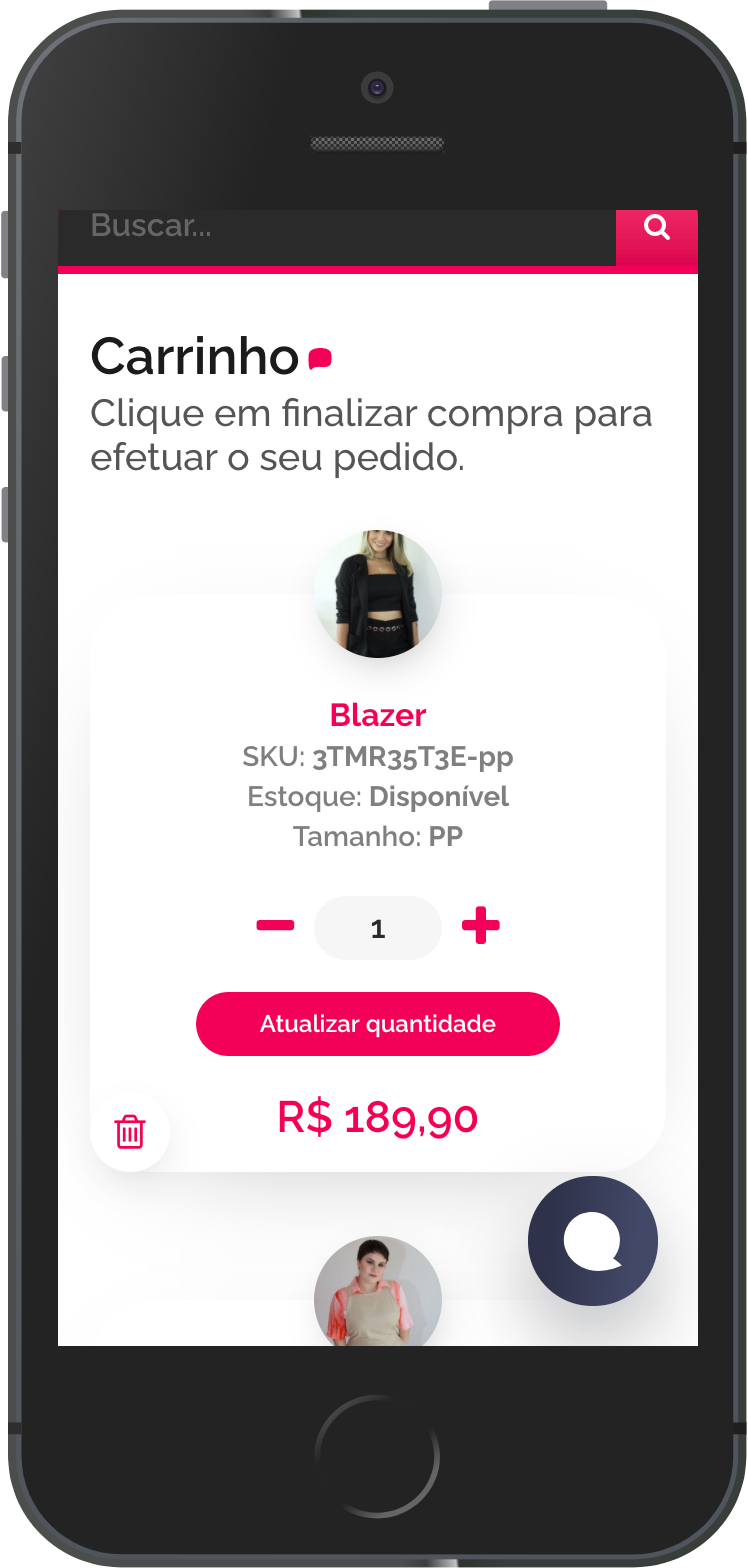 Buscar...
Carrinho
Clique em finalizar compra para
efetuar o seu pedido.
Blazer
SKU: 3TMR35T3E-pp
Estoque: Disponível
Tamanho: PP
1
Atualizar quantidade
R$ 189,90